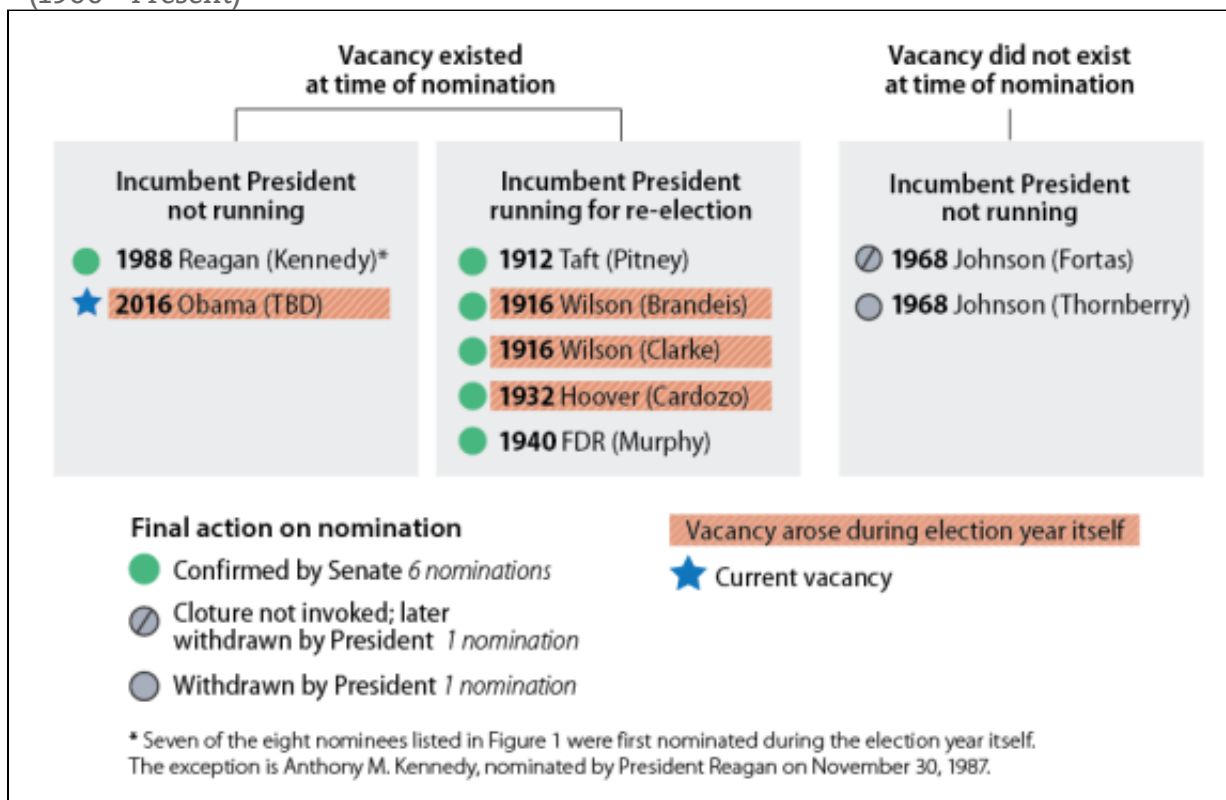 (1900 - Present)
Vacancy existed
at time of nomination
Vacancy did not exist
at time of nomination
Incumbent President
not running
1988 Reagan (Kennedy)*
2016 Obama (TBD)
Incumbent President
running for re-election
1912 Taft (Pitney)
1916 Wilson (Brandeis)
1916 Wilson (Clarke)
1932 Hoover (Cardozo)
1940 FDR (Murphy)
Incumbent President
not running
1968 Johnson (Fortas)
1968 Johnson (Thornberry)
Final action on nomination
Confirmed by Senate 6 nominations
Cloture not invoked; later
withdrawn by President 1 nomination
Withdrawn by President 1 nomination
Vacancy arose during election year itself
Current vacancy
* Seven of the eight nominees listed in Figure 1 were first nominated during the election year itself.
The exception is Anthony M. Kennedy, nominated by President Reagan on November 30, 1987.